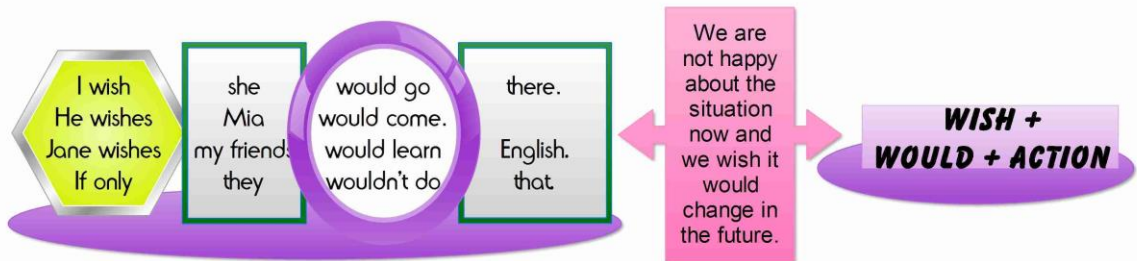 I wish she would go there.
He wishes Mia would come.
Jane wishes my friends would learn English.
If only they wouldn't do that.
We are
not happy
about the
situation
now and
we wish it
would
change in
the future.
WISH +
WOULD + ACTION